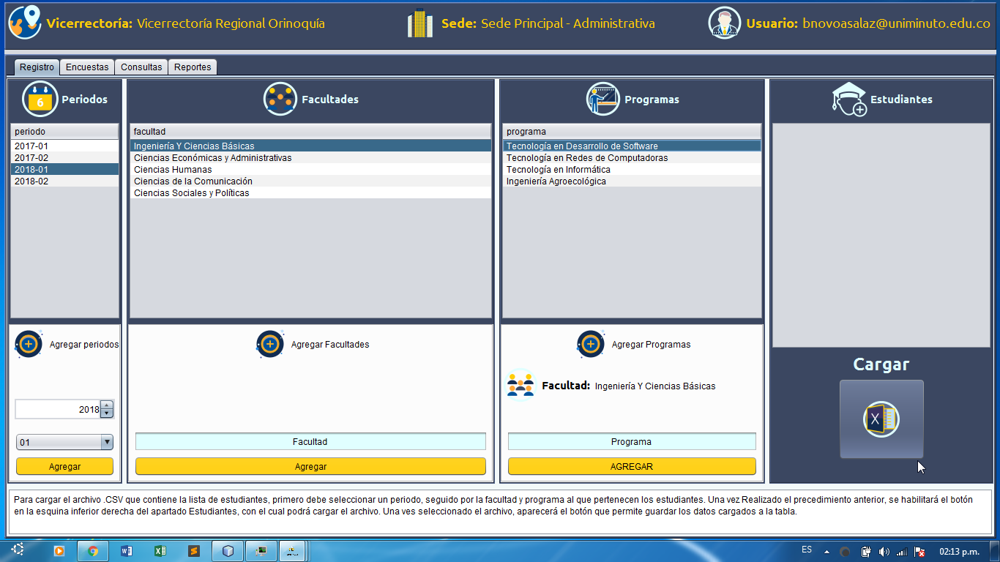 Vicerrectoría: Vicerrectoría Regional Orinoquía
Sede: Sede Principal - Administrativa
Usuario: bnovoasalaz@uniminuto.edu.co
Registro
Encuestas
Consultas
Reportes
6
Periodos
periodo
2017-01
2017-02
2018-01
2018-02
Agregar periodos
2018
01
Agregar
Facultades
facultad
Ingeniería Y Ciencias Básicas
Ciencias Económicas y Administrativas
Ciencias Humanas
Ciencias de la Comunicación
Ciencias Sociales y Políticas
Agregar Facultades
Facultad
Agregar
Programas
programa
Tecnología en Desarrollo de Software
Tecnología en Redes de Computadoras
Tecnología en Informática
Ingeniería Agroecológica
Agregar Programas
Facultad: Ingeniería Y Ciencias Básicas
Programa
AGREGAR
Estudiantes
Cargar
X
Para cargar el archivo .CSV que contiene la lista de estudiantes, primero debe seleccionar un periodo, seguido por la facultad y programa al que pertenecen los estudiantes. Una vez Realizado el precedimiento anterior, se habilitará el botón
en la esquina inferior derecha del apartado Estudiantes, con el cual podrá cargar el archivo. Una ves seleccionado el archivo, aparecerá el botón que permite guardar los datos cargados a la tabla.
ES
02:13 p.m.